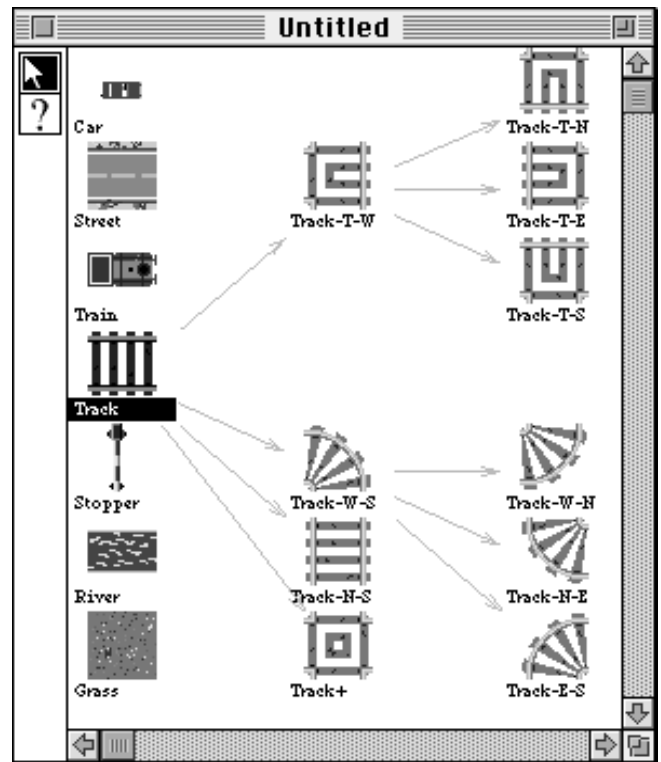 Untitled
?
Car
Track-T-N
Street
Track-T-W
Track-T-E
Train
Track-T-S
Track
Stopper
Track-W-S
Track-W-N
River
Track-N-S
Track-N-E
Grass
Track+
Track-E-S